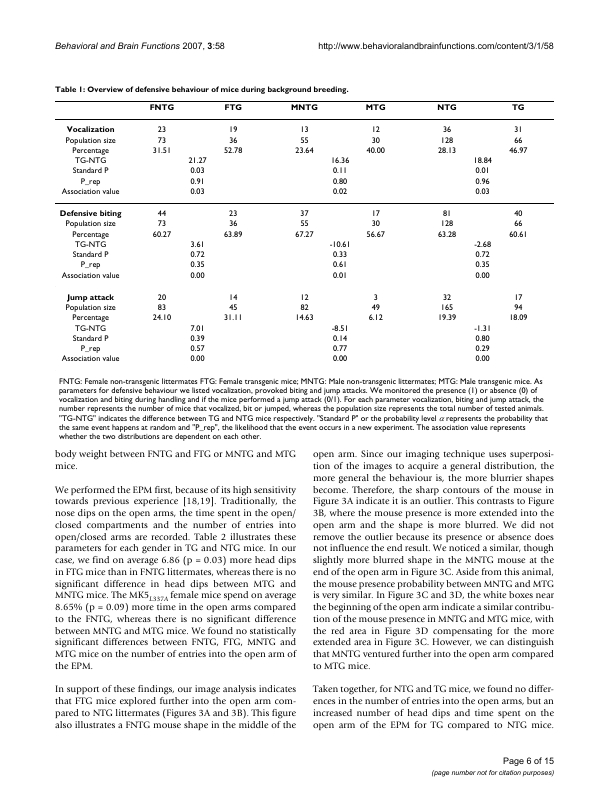 Behavioral and Brain Functions 2007, 3:58 http://www.behavioralandbrainfunctions.com/content/3/1/58
Table 1: Overview of defensive behaviour of mice during background breeding.
FNTG FTG MNTG MTG NTG TG
Vocalization 23 19 13 12 36 31
Population size 73 36 55 30 128 66
Percentage 31.51 52.78 23.64 40.00 28.13 46.97
TG-NTG 21.27 16.36 18.84
Standard P 0.03 0.11 0.01
P_rep 0.91 0.80 0.96
Association value 0.03 0.02 0.03
Defensive biting 44 23 37 17 81 40
Population size 73 36 55 30 128 66
Percentage 60.27 63.89 67.27 56.67 63.28 60.61
TG-NTG 3.61 -10.61 -2.68
Standard P 0.72 0.33 0.72
P_rep 0.35 0.61 0.35
Association value 0.00 0.01 0.00
Jump attack 20 14 12 3 32 17
Population size 83 45 82 49 165 94
Percentage 24.10 31.11 14.63 6.12 19.39 18.09
TG-NTG 7.01 -8.51 -1.31
Standard P 0.39 0.14 0.80
P_rep 0.57 0.77 0.29
Association value 0.00 0.00 0.00
FNTG: Female non-transgenic littermates FTG: Female transgenic mice; MNTG: Male non-transgenic littermates; MTG: Male transgenic mice. As
parameters for defensive behaviour we listed vocalization, provoked biting and jump attacks. We monitored the presence (1) or absence (0) of
vocalization and biting during handling and if the mice performed a jump attack (0/1). For each parameter vocalization, biting and jump attack, the
number represents the number of mice that vocalized, bit or jumped, whereas the population size represents the total number of tested animals.
"TG-NTG" indicates the difference between TG and NTG mice respectively. "Standard P" or the probability level α represents the probability that
the same event happens at random and "P_rep", the likelihood that the event occurs in a new experiment. The association value represents
whether the two distributions are dependent on each other.
body weight between FNTG and FTG or MNTG and MTG
mice.
We performed the EPM first, because of its high sensitivity
towards previous experience [18,19]. Traditionally, the
nose dips on the open arms, the time spent in the open/
closed compartments and the number of entries into
open/closed arms are recorded. Table 2 illustrates these
parameters for each gender in TG and NTG mice. In our
case, we find on average 6.86 (p = 0.03) more head dips
in FTG mice than in FNTG littermates, whereas there is no
significant difference in head dips between MTG and
MNTG mice. The MK5L337A female mice spend on average
8.65% (p = 0.09) more time in the open arms compared
to the FNTG, whereas there is no significant difference
between MNTG and MTG mice. We found no statistically
significant differences between FNTG, FTG, MNTG and
MTG mice on the number of entries into the open arm of
the EPM.
In support of these findings, our image analysis indicates
that FTG mice explored further into the open arm com-
pared to NTG littermates (Figures 3A and 3B). This figure
also illustrates a FNTG mouse shape in the middle of the
open arm. Since our imaging technique uses superposi-
tion of the images to acquire a general distribution, the
more general the behaviour is, the more blurrier shapes
become. Therefore, the sharp contours of the mouse in
Figure 3A indicate it is an outlier. This contrasts to Figure
3B, where the mouse presence is more extended into the
open arm and the shape is more blurred. We did not
remove the outlier because its presence or absence does
not influence the end result. We noticed a similar, though
slightly more blurred shape in the MNTG mouse at the
end of the open arm in Figure 3C. Aside from this animal,
the mouse presence probability between MNTG and MTG
is very similar. In Figure 3C and 3D, the white boxes near
the beginning of the open arm indicate a similar contribu-
tion of the mouse presence in MNTG and MTG mice, with
the red area in Figure 3D compensating for the more
extended area in Figure 3C. However, we can distinguish
that MNTG ventured further into the open arm compared
to MTG mice.
Taken together, for NTG and TG mice, we found no differ-
ences in the number of entries into the open arms, but an
increased number of head dips and time spent on the
open arm of the EPM for TG compared to NTG mice.
Page 6 of 15
(page number not for citation purposes)